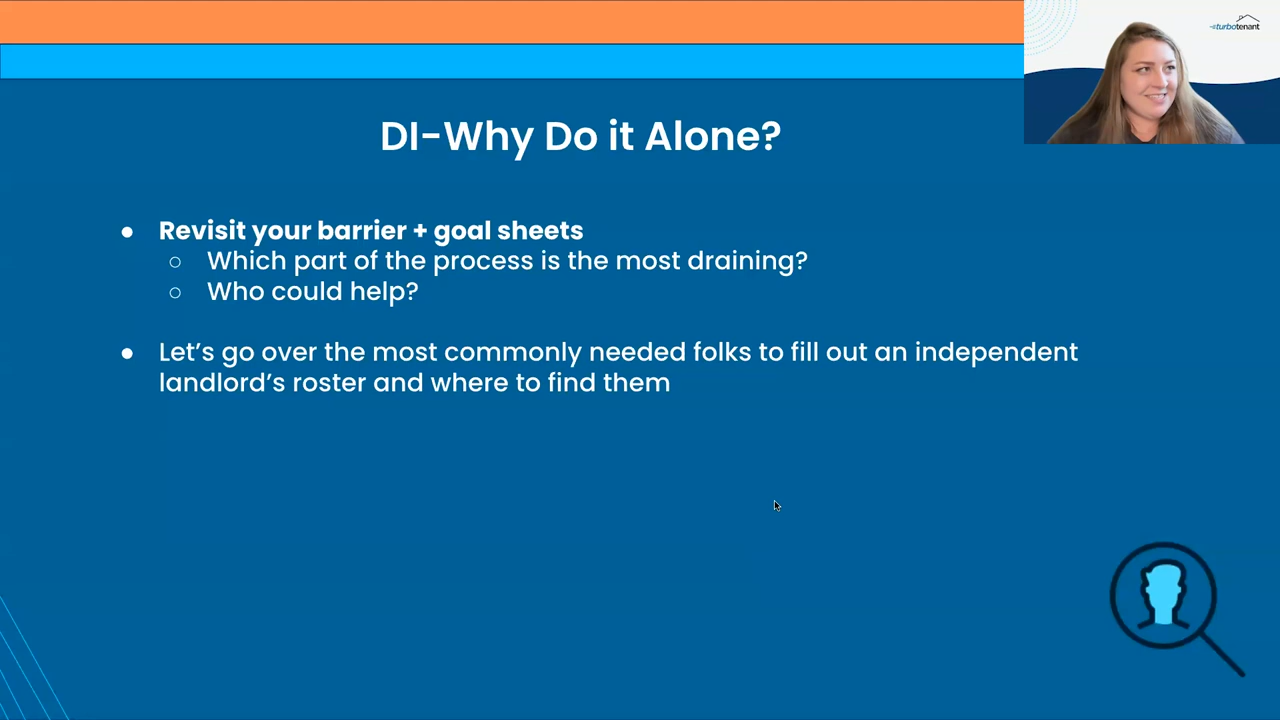 turbotenant
DI-Why Do it Alone?
● Revisit your barrier + goal sheets
○ Which part of the process is the most draining?
○ Who could help?
● Let’s go over the most commonly needed folks to fill out an independent
landlord’s roster and where to find them